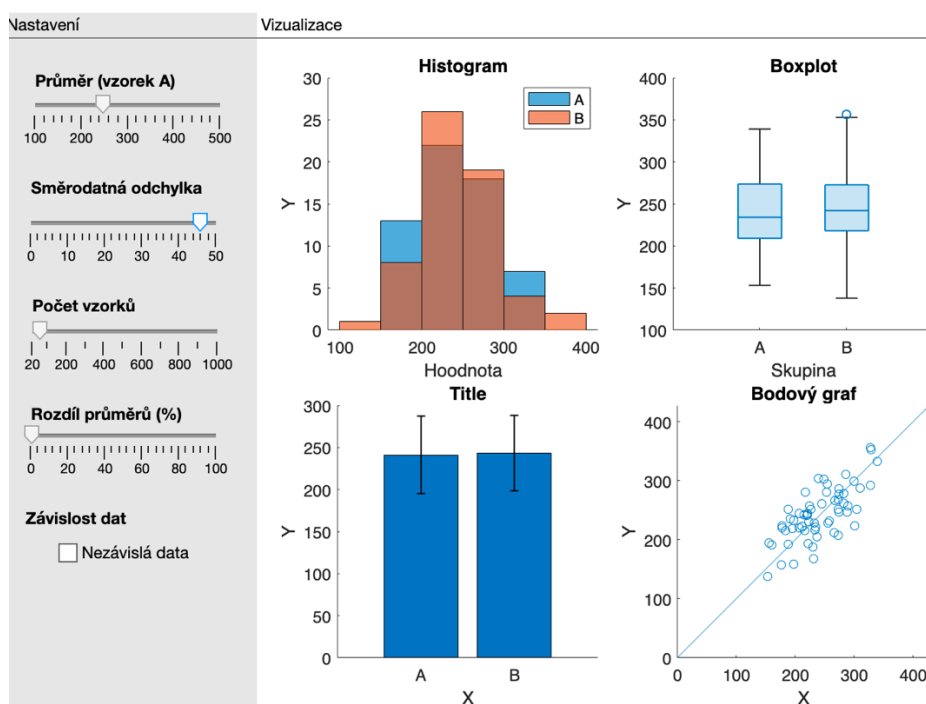 Nastavení
Vizualizace
Průměr (vzorek A)
100 200 300 400 500
Směrodatná odchylka
0 10 20 30 40 50
Počet vzorků
20 200 400 600 800 1000
Rozdíl průměrů (%)
0 20 40 60 80 100
Závislost dat
Nezávislá data
Histogram
A
B
Y
30
25
20
15
10
5
0
100 200 300 400
Hoodnota
Boxplot
Y
400
350
300
250
200
150
100
A B
Skupina
Title
Y
300
250
200
150
100
50
0
A B
X
Bodový graf
Y
400
300
200
100
0
0 100 200 300 400
X